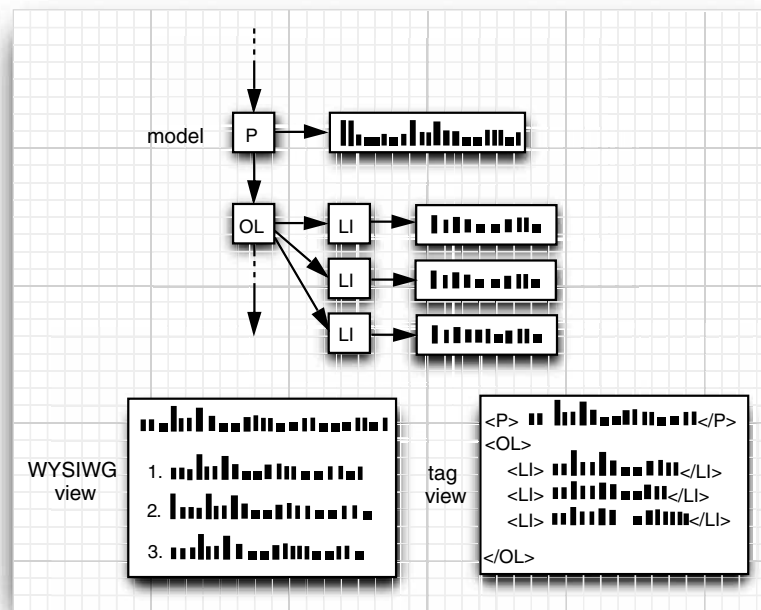 model
P
OL
LI
LI
LI
WYSIWG
view
1.
2.
3.
tag
view
<P> </P>
<OL>
<LI> </LI>
<LI> </LI>
<LI> </LI>
</OL>